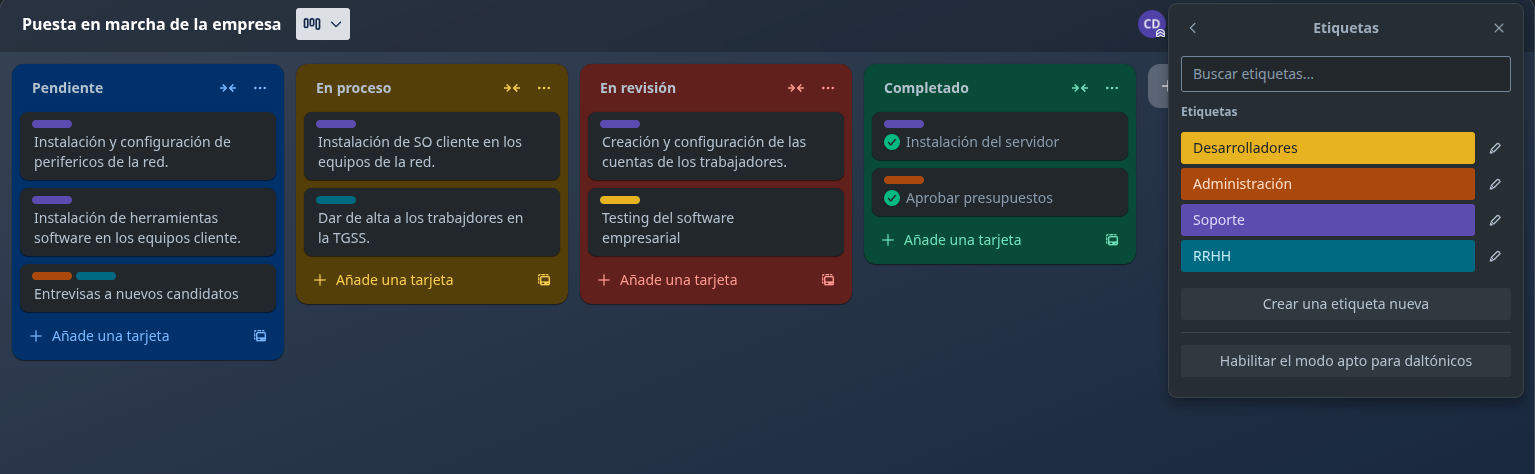 Puesta en marcha de la empresa
CD
Pendiente
Instalación y configuración de
perifericos de la red.
Instalación de herramientas
software en los equipos cliente.
Entrevisas a nuevos candidatos
Añade una tarjeta
En proceso
Instalación de SO cliente en los
equipos de la red.
Dar de alta a los trabajdores en
la TGSS.
Añade una tarjeta
En revisión
Creación y configuración de las
cuentas de los trabajadores.
Testing del software
empresarial
Añade una tarjeta
Completado
Instalación del servidor
Aprobar presupuestos
Añade una tarjeta
Etiquetas
Buscar etiquetas...
Etiquetas
Desarrolladores
Administración
Soporte
RRHH
Crear una etiqueta nueva
Habilitar el modo apto para daltónicos